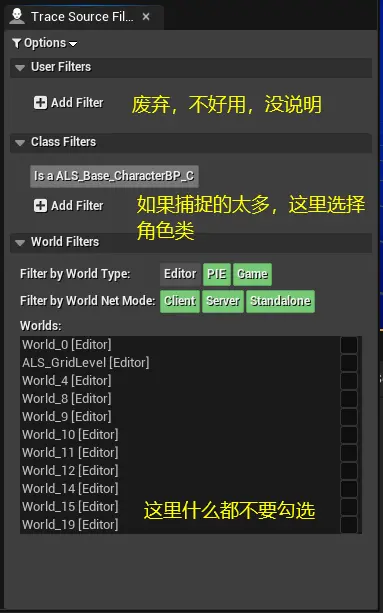 Trace Source Fil...
Options
User Filters
Add Filter
废弃，不好用，没说明
Class Filters
Is a ALS_Base_CharacterBP_C
Add Filter
如果捕捉的太多，这里选择
角色类
World Filters
Filter by World Type: Editor PIE Game
Filter by World Net Mode: Client Server Standalone
Worlds:
World_0 [Editor]
ALS_GridLevel [Editor]
World_4 [Editor]
World_8 [Editor]
World_9 [Editor]
World_10 [Editor]
World_11 [Editor]
World_12 [Editor]
World_14 [Editor]
World_15 [Editor]
World_19 [Editor]
这里什么都不要勾选